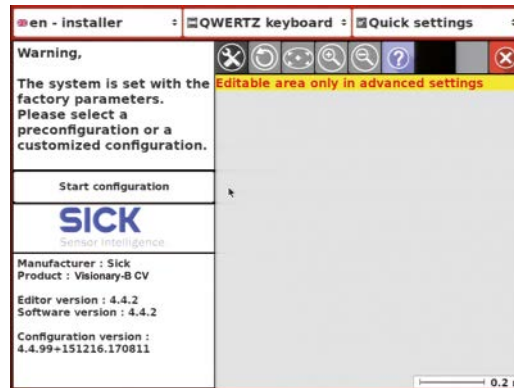 en - installer
QWERTZ keyboard
Quick settings
Warning,
The system is set with the
factory parameters.
Please select a
preconfiguration or a
customized configuration.
Editable area only in advanced settings
Start configuration
SICK
Sensor Intelligence
Manufacturer : Sick
Product : Visionary-B CV
Editor version : 4.4.2
Software version : 4.4.2
Configuration version :
4.4.99+151216.170811
0.2